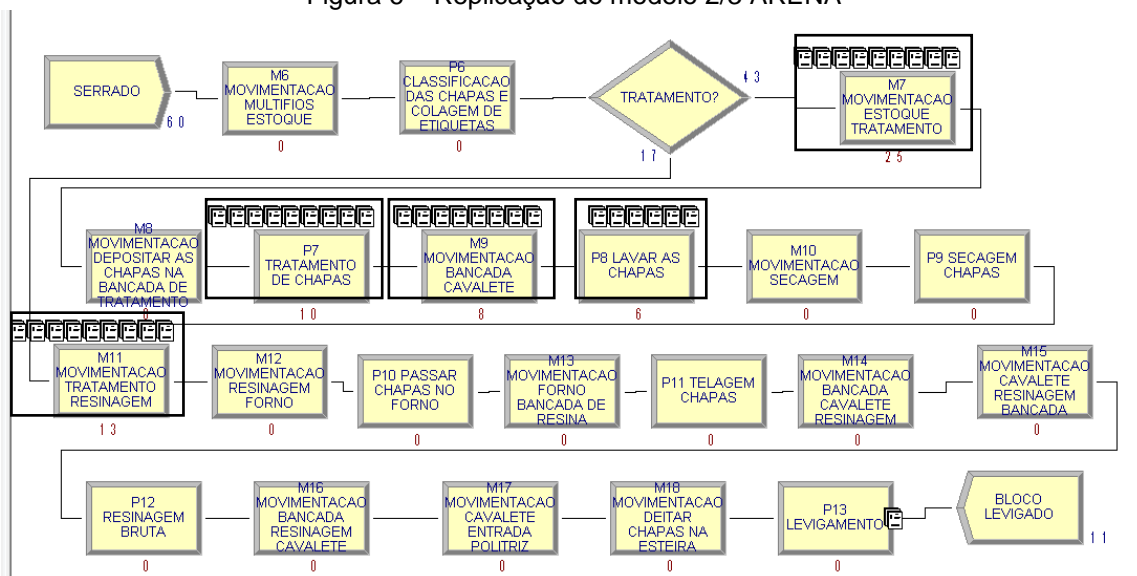 Figura 6 – Replicação do modelo 2/3 ARENA
SERRADO
60
M6
MOVIMENTACAO
MULTIFIOS
ESTOQUE
0
P6
CLASSIFICACAO
DAS CHAPAS E
COLAGEM DE
ETIQUETAS
0
TRATAMENTO?
43
17
M7
MOVIMENTACAO
ESTOQUE
TRATAMENTO
25
M8
MOVIMENTACAO
DEPOSITAR AS
CHAPAS NA
BANCADA DE
TRATAMENTO
P7
TRATAMENTO
DE CHAPAS
10
M9
MOVIMENTACAO
BANCADA
CAVALETE
8
P8 LAVAR AS
CHAPAS
6
M10
MOVIMENTACAO
SECAGEM
0
P9 SECAGEM
CHAPAS
0
M11
MOVIMENTACAO
TRATAMENTO
RESINAGEM
13
M12
MOVIMENTACAO
RESINAGEM
FORNO
0
P10 PASSAR
CHAPAS NO
FORNO
0
M13
MOVIMENTACAO
FORNO
BANCADA DE
RESINA
0
P11 TELAGEM
CHAPAS
0
M14
MOVIMENTACAO
BANCADA
CAVALETE
RESINAGEM
0
M15
MOVIMENTACAO
CAVALETE
RESINAGEM
BANCADA
0
P12
RESINAGEM
BRUTA
0
M16
MOVIMENTACAO
BANCADA
RESINAGEM
CAVALETE
0
M17
MOVIMENTACAO
CAVALETE
ENTRADA
POLITRIZ
0
M18
MOVIMENTACAO
DEITAR
CHAPAS NA
ESTEIRA
0
P13
LEVIGAMENTO
0
BLOCO
LEVIGADO
11